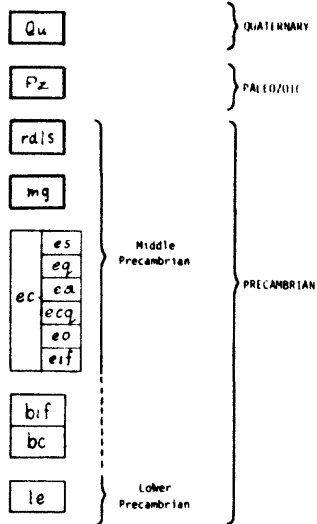 Qu
QUATERNARY
Pz
PALEOZOIC
rdls
mg
ec
es
eq
ea
ecq
eo
eif
Middle
Precambrian
PRECAMBRIAN
bif
bc
le
Lower
Precambrian